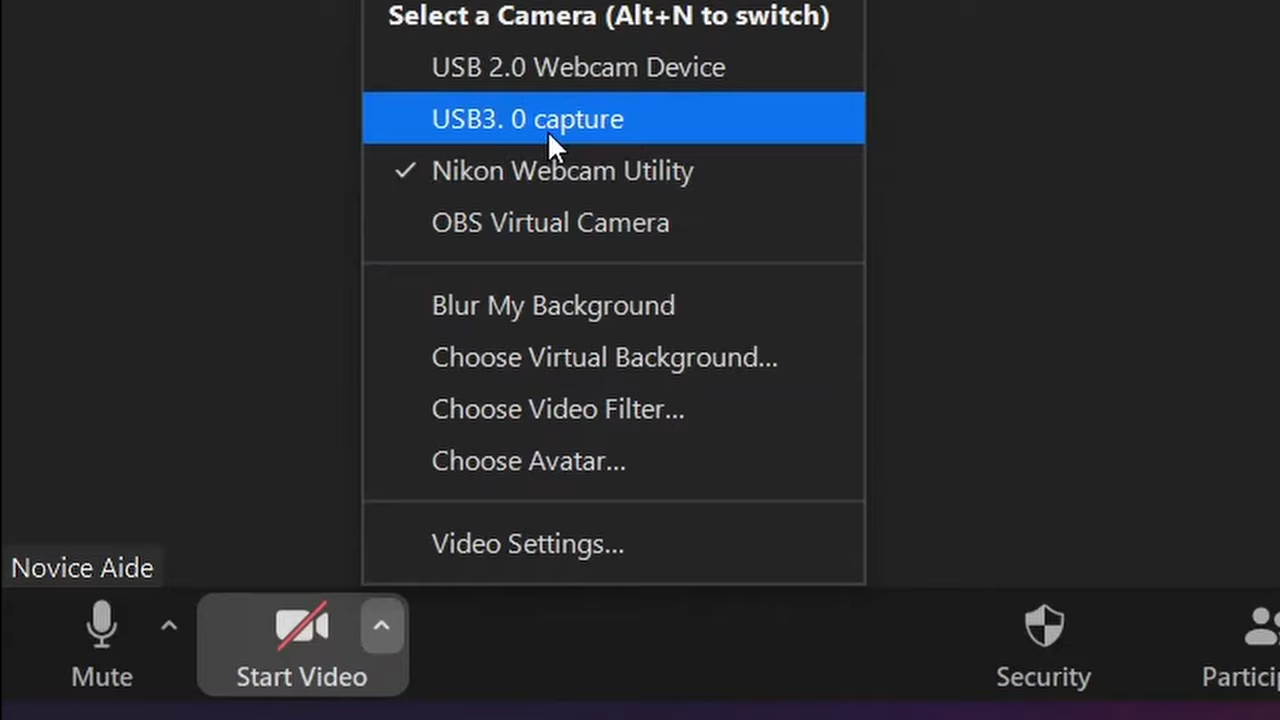 Select a Camera (Alt+N to switch)
USB 2.0 Webcam Device
USB3. 0 capture
Nikon Webcam Utility
OBS Virtual Camera
Blur My Background
Choose Virtual Background...
Choose Video Filter...
Choose Avatar...
Video Settings...
Novice Aide
Mute
Start Video
Security
Particip